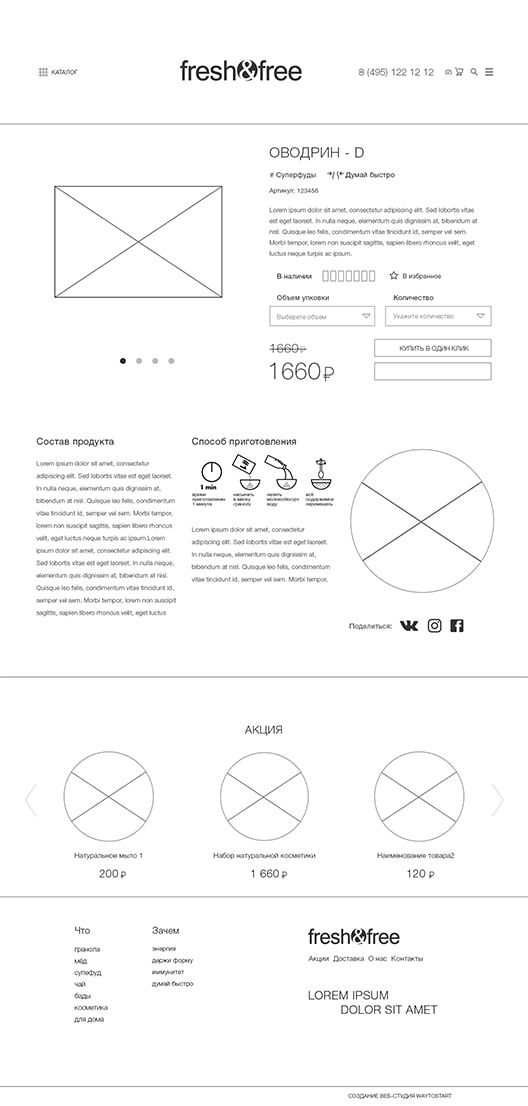 КАТАЛОГ
fresh&free
8 (495) 122 12 12
ОВОДРИН - D
# Суперфуды Думай быстро
Артикул: 123456
Lorem ipsum dolor sit amet, consectetur adipiscing elit. Sed lobortis vitae
est eget laoreet. In nulla neque, elementum quis dignissim at, bibendum at
nisl. Quisque leo felis, condimentum vitae tincidunt id, semper vel sem.
Morbi tempor, lorem non suscipit sagittis, sapien libero rhoncus velit, eget
luctus neque turpis ac ipsum.
В наличии В избранное
Объем упковки Количество
Выберете объем Укажите количество
1660 ₽ КУПИТЬ В ОДИН КЛИК
1660 ₽
Состав продукта
Lorem ipsum dolor sit amet, consectetur
adipiscing elit. Sed lobortis vitae est eget laoreet.
In nulla neque, elementum quis dignissim at,
bibendum at nisl. Quisque leo felis, condimentum
vitae tincidunt id, semper vel sem. Morbi tempor,
lorem non suscipit sagittis, sapien libero rhoncus
velit, eget luctus neque turpis ac ipsum.Lorem
ipsum dolor sit amet, consectetur adipiscing elit.
Sed lobortis vitae est eget laoreet. In nulla neque,
elementum quis dignissim at, bibendum at nisl.
Quisque leo felis, condimentum vitae tincidunt id,
semper vel sem. Morbi tempor, lorem non suscipit
sagittis, sapien libero rhoncus velit, eget luctus
Способ приготовления
1 min
время
приготовление
1 минута
насыпать
в миску
гранолу
налить
молоко/йогурт
воду
всё
содержимое
перемешать
Lorem ipsum dolor sit amet, consectetur
adipiscing elit. Sed lobortis vitae est eget laoreet.
In nulla neque, elementum quis dignissim at,
bibendum at nisl. Quisque leo felis, condimentum
vitae tincidunt id, semper vel sem. Morbi tempor,
Поделиться:
АКЦИЯ
Натуральное мыло 1
200 ₽
Набор натуральной косметики
1 660 ₽
Наименование товара2
120 ₽
Что
гранола
мёд
суперфуд
чай
бады
косметика
для дома
Зачем
энергия
держи форму
иммунитет
думай быстро
fresh&free
Акции Доставка О нас Контакты
LOREM IPSUM
DOLOR SIT AMET
СОЗДАНИЕ ВЕБ-СТУДИЯ WAYTOSTART